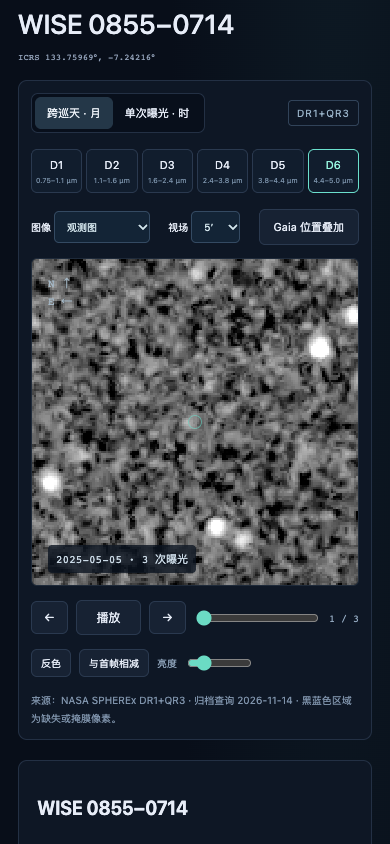 WISE 0855–0714
ICRS 133.75969°, −7.24216°
跨巡天 · 月
单次曝光 · 时
DR1+QR3
D1
0.75–1.1 μm
D2
1.1–1.6 μm
D3
1.6–2.4 μm
D4
2.4–3.8 μm
D5
3.8–4.4 μm
D6
4.4–5.0 μm
图像
观测图
视场
5′
Gaia 位置叠加
N ↑
2025−05−05 · 3 次曝光
←
播放
→
1 / 3
反色
与首帧相减
亮度
来源：NASA SPHEREx DR1+QR3 · 归档查询 2026-11-14 · 黑蓝色区域
为缺失或掩膜像素。
WISE 0855–0714